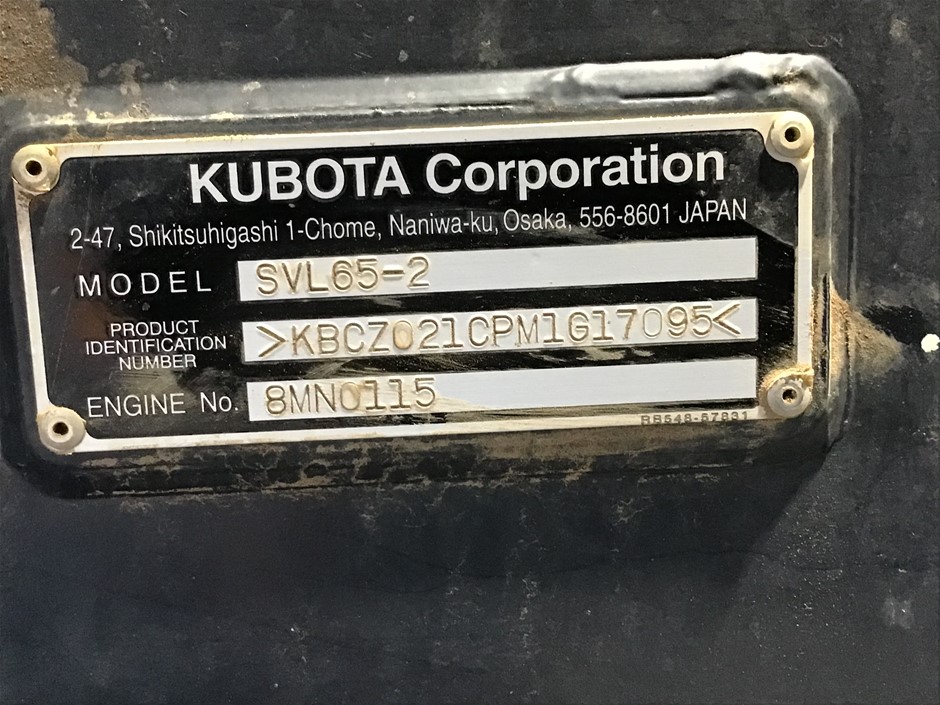 KUBOTA Corporation
2-47, Shikitsuhigashi 1-Chome, Naniwa-ku, Osaka, 556-8601 JAPAN
MODEL SVL65-2
PRODUCT IDENTIFICATION NUMBER >KBCZ021CPM1G17095<
ENGINE No. 8MN0115
RB548-57831